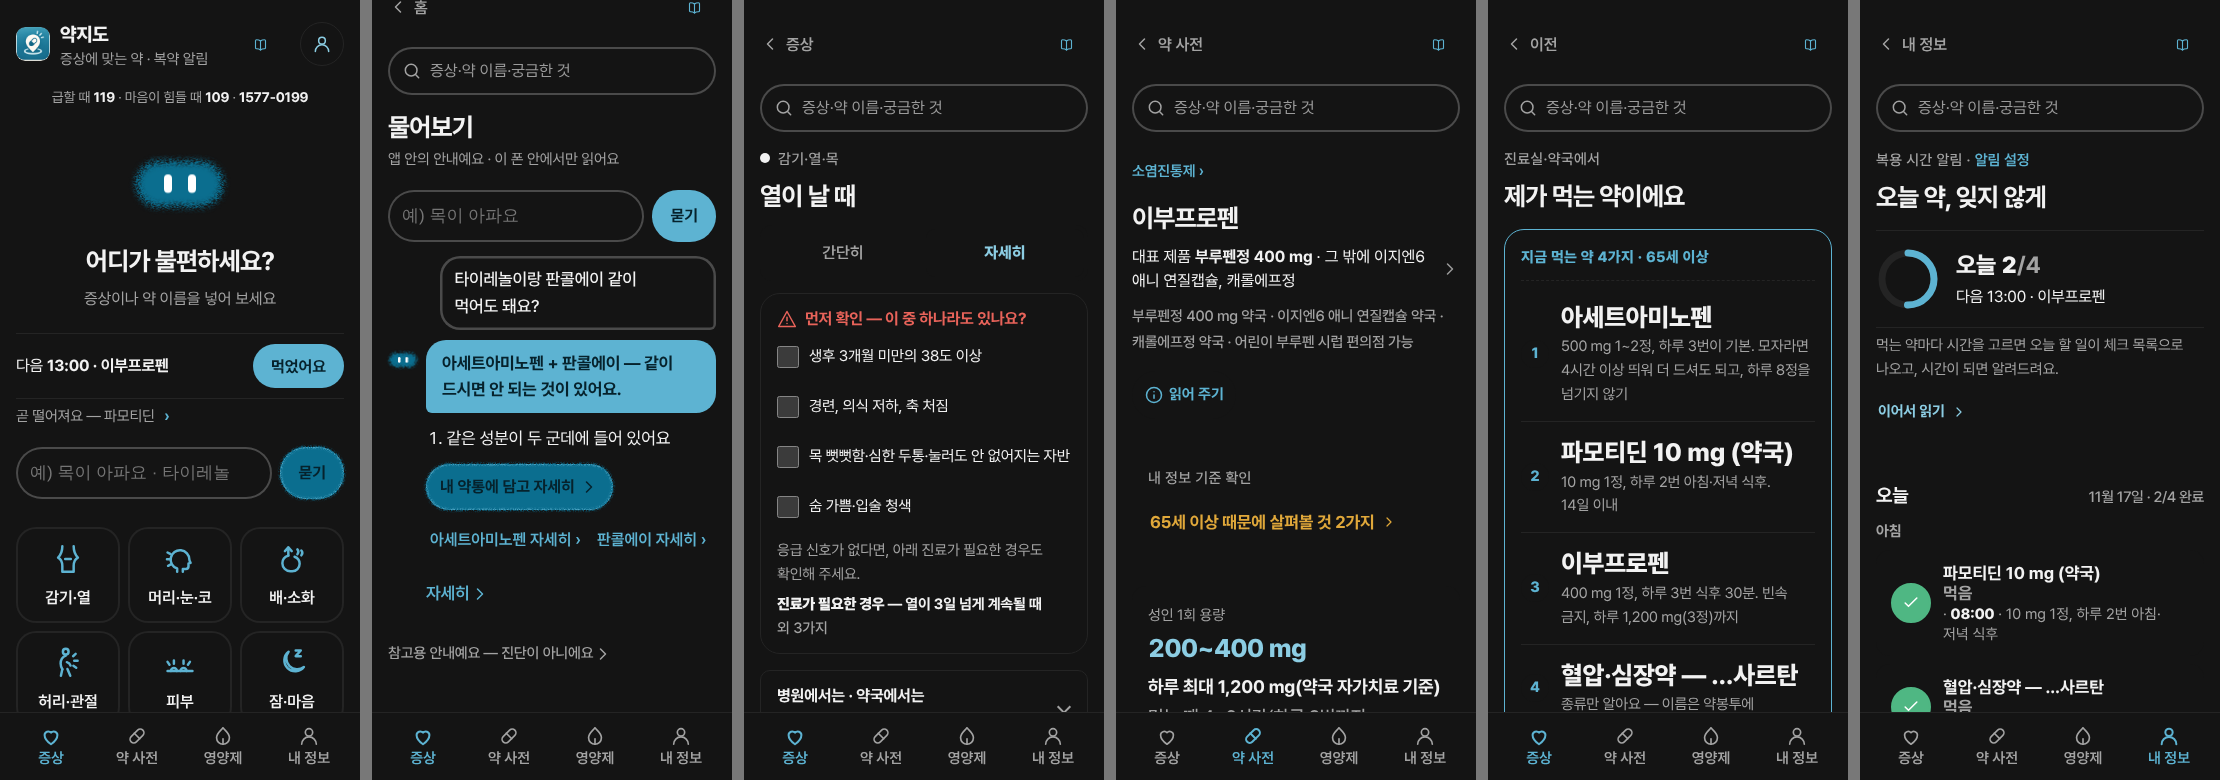 약지도
증상에 맞는 약 · 복약 알림
급할 때 119 · 마음이 힘들 때 109 · 1577-0199
어디가 불편하세요?
증상이나 약 이름을 넣어 보세요
다음 13:00 · 이부프로펜
먹었어요
곧 떨어져요 — 파모티딘 ›
예) 목이 아파요 · 타이레놀
묻기
감기·열
머리·눈·코
배·소화
허리·관절
피부
잠·마음
증상
약 사전
영양제
내 정보
홈
증상·약 이름·궁금한 것
물어보기
앱 안의 안내예요 · 이 폰 안에서만 읽어요
예) 목이 아파요
묻기
타이레놀이랑 판콜에이 같이
먹어도 돼요?
아세트아미노펜 + 판콜에이 — 같이
드시면 안 되는 것이 있어요.
1. 같은 성분이 두 군데에 들어 있어요
내 약통에 담고 자세히
아세트아미노펜 자세히 ›
판콜에이 자세히 ›
자세히
참고용 안내예요 — 진단이 아니에요
증상
약 사전
영양제
내 정보
증상
증상·약 이름·궁금한 것
감기·열·목
열이 날 때
간단히
자세히
먼저 확인 — 이 중 하나라도 있나요?
생후 3개월 미만의 38도 이상
경련, 의식 저하, 축 처짐
목 뻣뻣함·심한 두통·눌러도 안 없어지는 자반
숨 가쁨·입술 청색
응급 신호가 없다면, 아래 진료가 필요한 경우도
확인해 주세요.
진료가 필요한 경우 — 열이 3일 넘게 계속될 때
외 3가지
병원에서는 · 약국에서는
증상
약 사전
영양제
내 정보
약 사전
증상·약 이름·궁금한 것
소염진통제 ›
이부프로펜
대표 제품 부루펜정 400 mg · 그 밖에 이지엔6
애니 연질캡슐, 캐롤에프정
부루펜정 400 mg 약국 · 이지엔6 애니 연질캡슐 약국 ·
캐롤에프정 약국 · 어린이 부루펜 시럽 편의점 가능
읽어 주기
내 정보 기준 확인
65세 이상 때문에 살펴볼 것 2가지
성인 1회 용량
200~400 mg
하루 최대 1,200 mg(약국 자가치료 기준)
증상
약 사전
영양제
내 정보
이전
증상·약 이름·궁금한 것
진료실·약국에서
제가 먹는 약이에요
지금 먹는 약 4가지 · 65세 이상
1
아세트아미노펜
500 mg 1~2정, 하루 3번이 기본. 모자라면
4시간 이상 띄워 더 드셔도 되고, 하루 8정을
넘기지 않기
2
파모티딘 10 mg (약국)
10 mg 1정, 하루 2번 아침·저녁 식후.
14일 이내
3
이부프로펜
400 mg 1정, 하루 3번 식후 30분. 빈속
금지, 하루 1,200 mg(3정)까지
4
혈압·심장약 — …사르탄
종류만 알아요 — 이름은 약봉투에
증상
약 사전
영양제
내 정보
내 정보
증상·약 이름·궁금한 것
복용 시간 알림 · 알림 설정
오늘 약, 잊지 않게
오늘 2/4
다음 13:00 · 이부프로펜
먹는 약마다 시간을 고르면 오늘 할 일이 체크 목록으로
나오고, 시간이 되면 알려드려요.
이어서 읽기
오늘
11월 17일 · 2/4 완료
아침
파모티딘 10 mg (약국)
먹음
· 08:00 · 10 mg 1정, 하루 2번 아침·
저녁 식후
혈압·심장약 — …사르탄
먹음
증상
약 사전
영양제
내 정보